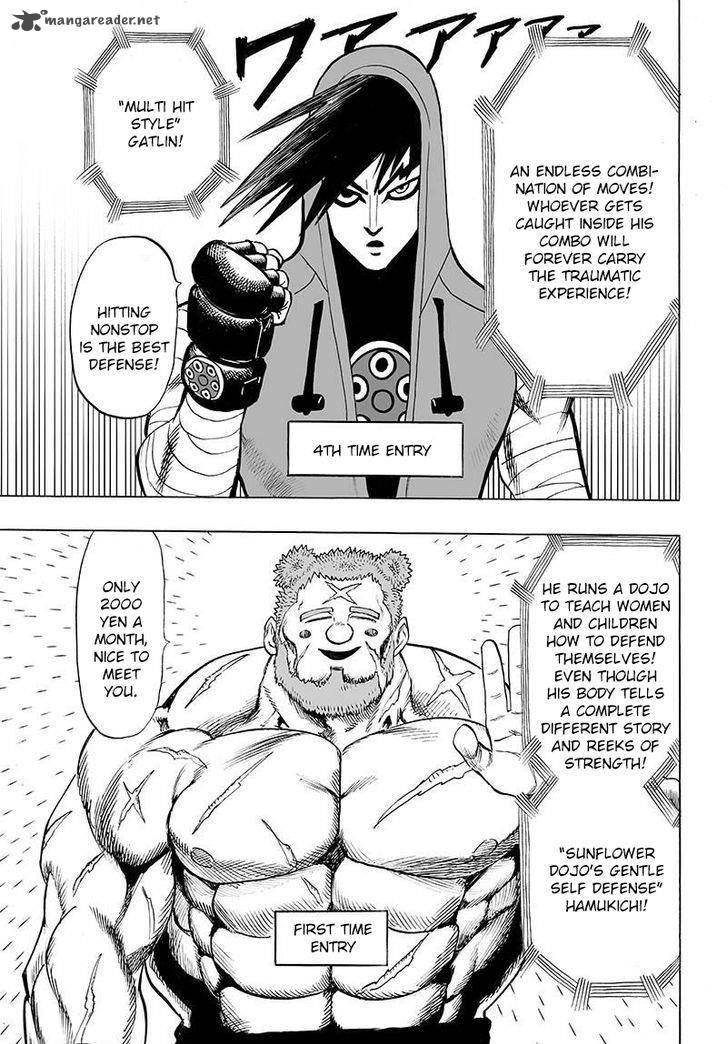 mangareader.net
ワアアアアー
AN ENDLESS COMBI-
NATION OF MOVES!
WHOEVER GETS
CAUGHT INSIDE HIS
COMBO WILL
FOREVER CARRY
THE TRAUMATIC
EXPERIENCE!
"MULTI HIT
STYLE"
GATLIN!
HITTING
NONSTOP
IS THE BEST
DEFENSE!
4TH TIME ENTRY
HE RUNS A DOJO
TO TEACH WOMEN
AND CHILDREN
HOW TO DEFEND
THEMSELVES!
EVEN THOUGH
HIS BODY TELLS
A COMPLETE
DIFFERENT STORY
AND REEKS OF
STRENGTH!
"SUNFLOWER
DOJO'S GENTLE
SELF DEFENSE"
HAMUKICHI!
ONLY
2000
YEN A
MONTH,
NICE TO
MEET
YOU.
FIRST TIME
ENTRY